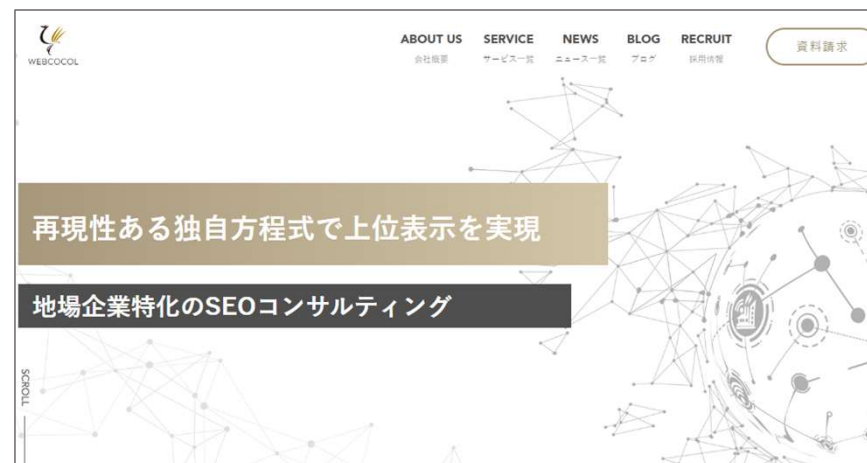 WEBCOCOL
ABOUT US SERVICE NEWS BLOG RECRUIT
会社概要 サービス一覧 ニュース一覧 ブログ 採用情報
資料請求
再現性ある独自方程式で上位表示を実現
地場企業特化のSEOコンサルティング
SCROLL